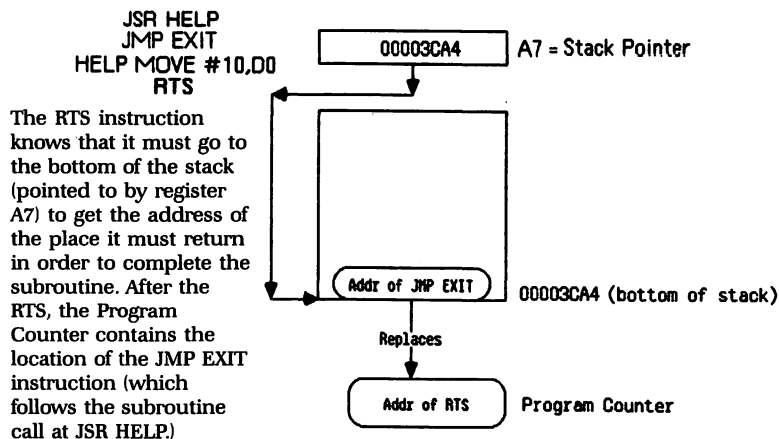 JSR HELP
JMP EXIT
HELP MOVE #10,D0
RTS
The RTS instruction
knows that it must go to
the bottom of the stack
(pointed to by register
A7) to get the address of
the place it must return
in order to complete the
subroutine. After the
RTS, the Program
Counter contains the
location of the JMP EXIT
instruction (which
follows the subroutine
call at JSR HELP.)
00003CA4
A7 = Stack Pointer
Addr of JMP EXIT
00003CA4 (bottom of stack)
Replaces
Addr of RTS
Program Counter